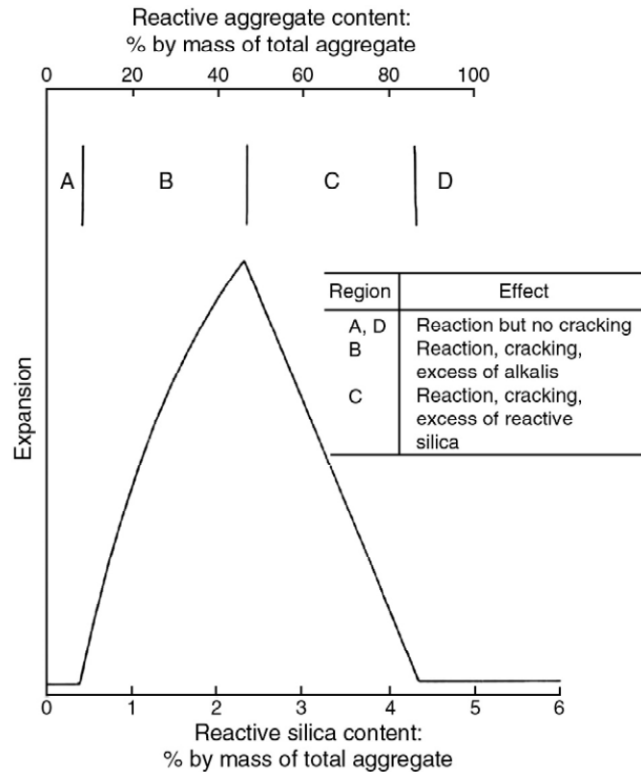 Reactive aggregate content:
% by mass of total aggregate
0 20 40 60 80 100
A B C D
Region Effect
A, D Reaction but no cracking
B Reaction, cracking,
excess of alkalis
C Reaction, cracking,
excess of reactive
silica
Expansion
0 1 2 3 4 5 6
Reactive silica content:
% by mass of total aggregate